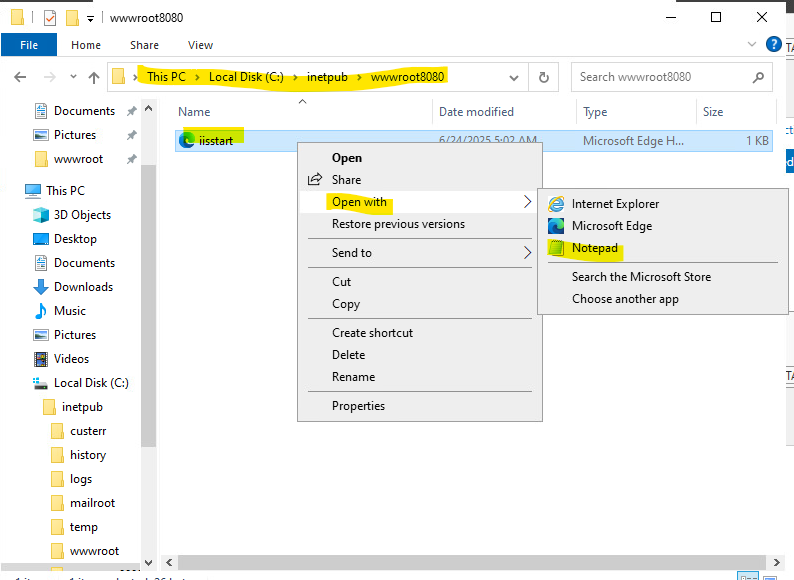 wwwroot8080
File Home Share View
This PC > Local Disk (C:) > inetpub > wwwroot8080
Search wwwroot8080
Name Date modified Type Size
iisstart 6/24/2025 5:02 AM Microsoft Edge H... 1 KB
Documents
Pictures
wwwroot
This PC
3D Objects
Desktop
Documents
Downloads
Music
Pictures
Videos
Local Disk (C:)
inetpub
custerr
history
logs
mailroot
temp
wwwroot
Open
Share
Open with
Restore previous versions
Send to
Cut
Copy
Create shortcut
Delete
Rename
Properties
Internet Explorer
Microsoft Edge
Notepad
Search the Microsoft Store
Choose another app